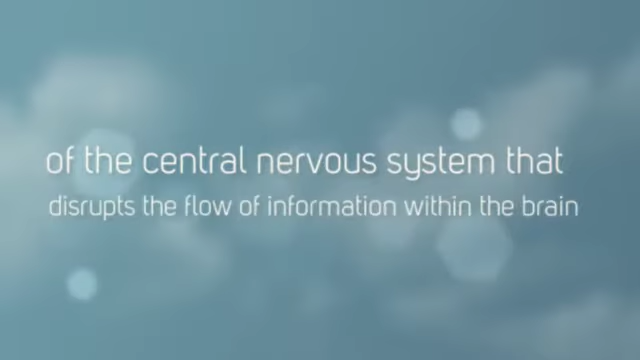 of the central nervous system that
disrupts the flow of information within the brain